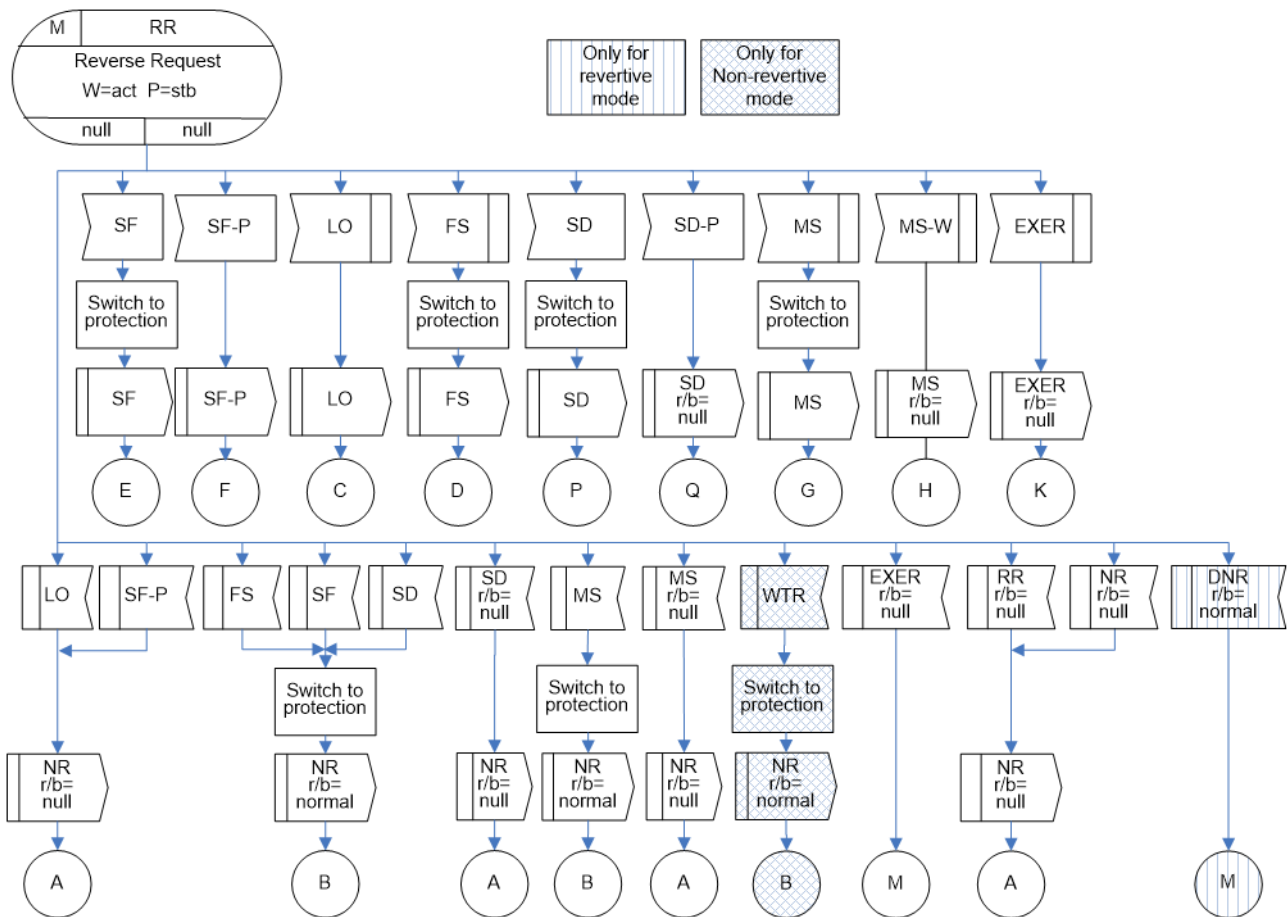 M RR
Reverse Request
W=act P=stb
null null
Only for
revertive
mode
Only for
Non-revertive
mode
SF SF-P LO FS SD SD-P MS MS-W EXER
Switch to
protection
Switch to
protection
Switch to
protection
Switch to
protection
SF
SF-P
LO
FS
SD
SD
r/b=
null
MS
MS
r/b=
null
EXER
r/b=
null
E F C D P Q G H K
LO
SF-P
FS
SF
SD
SD
r/b=
null
MS
MS
r/b=
null
WTR
EXER
r/b=
null
RR
r/b=
null
NR
r/b=
null
DNR
r/b=
normal
Switch to
protection
Switch to
protection
Switch to
protection
NR
r/b=
null
NR
r/b=
normal
NR
r/b=
null
NR
r/b=
normal
NR
r/b=
null
NR
r/b=
normal
NR
r/b=
null
A B A B A B M A M